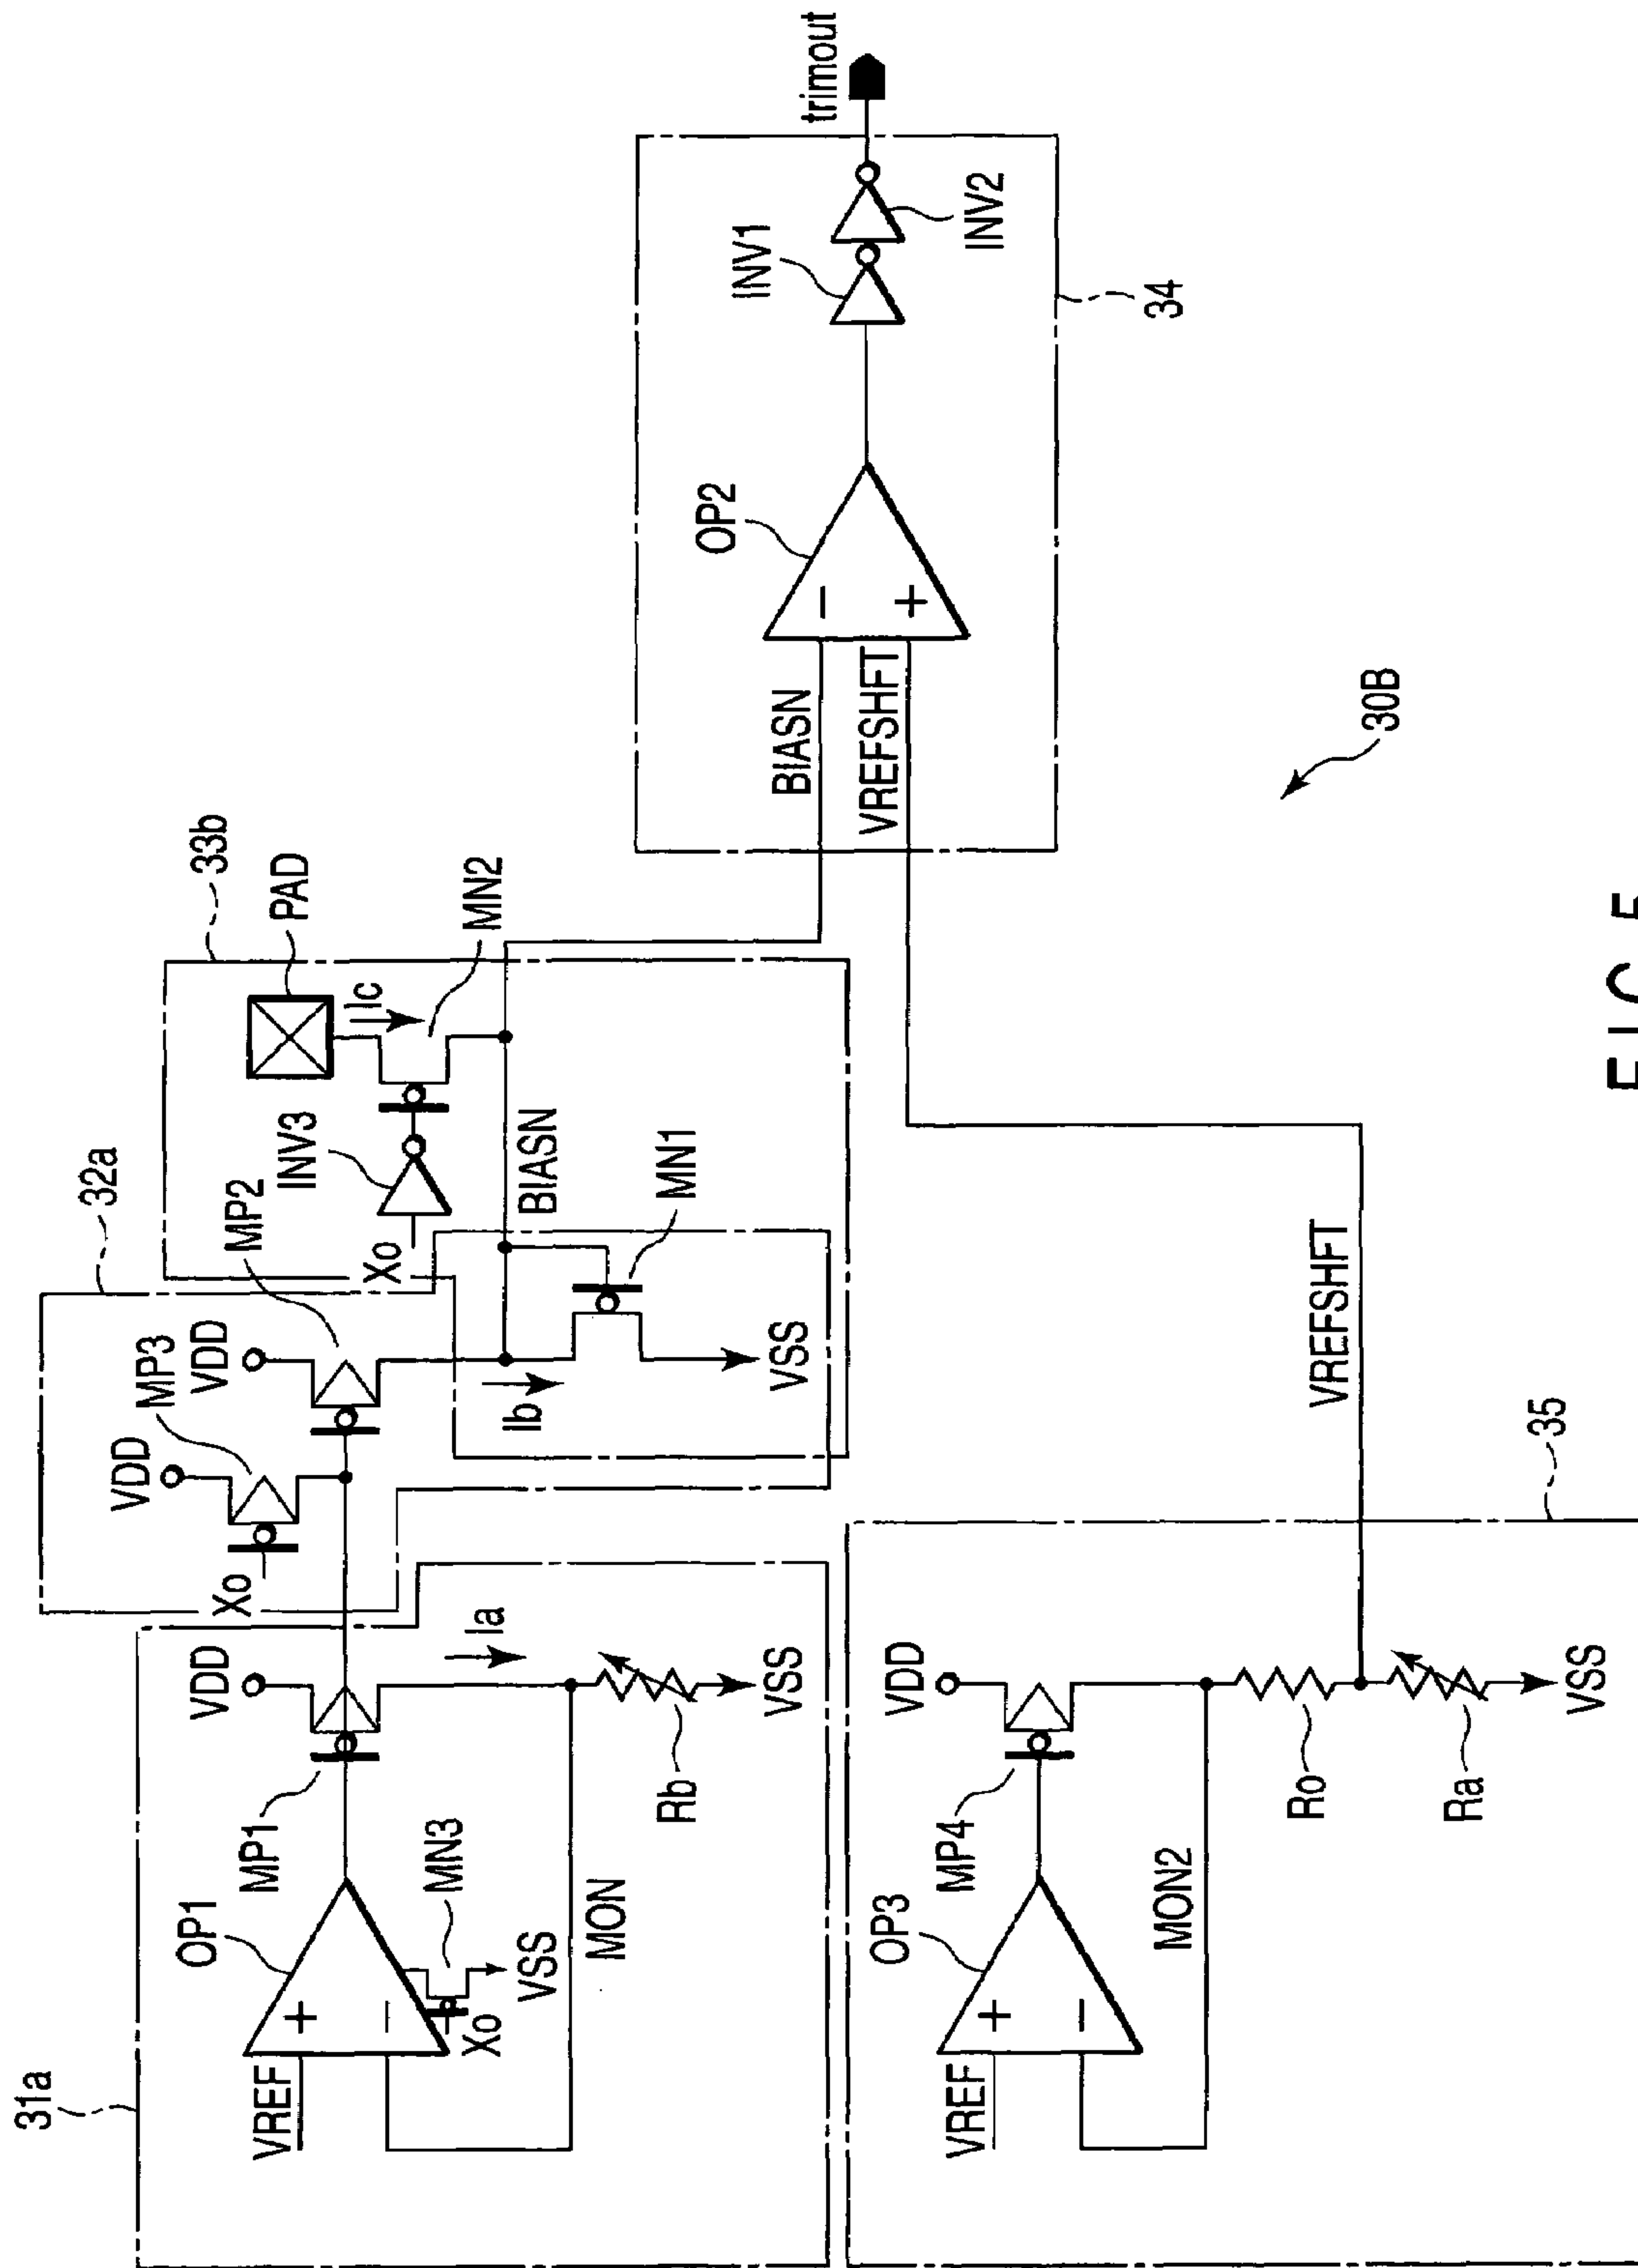 31a
VREF
+
−
OP1
Xo
MN3
VSS
MON
MP1
VDD
Ia
Rb
VSS
Xo
VDD
MP3
32a
VDD
MP2
Ib
VSS
MN1
BIASN
Xo
INV3
33b
PAD
Ic
MN2
BIASN
VREFSHFT
−
+
OP2
INV1
INV2
trimout
34
30B
VREF
+
−
OP3
MON2
MP4
VDD
Ro
Ra
VSS
35
VREFSHFT